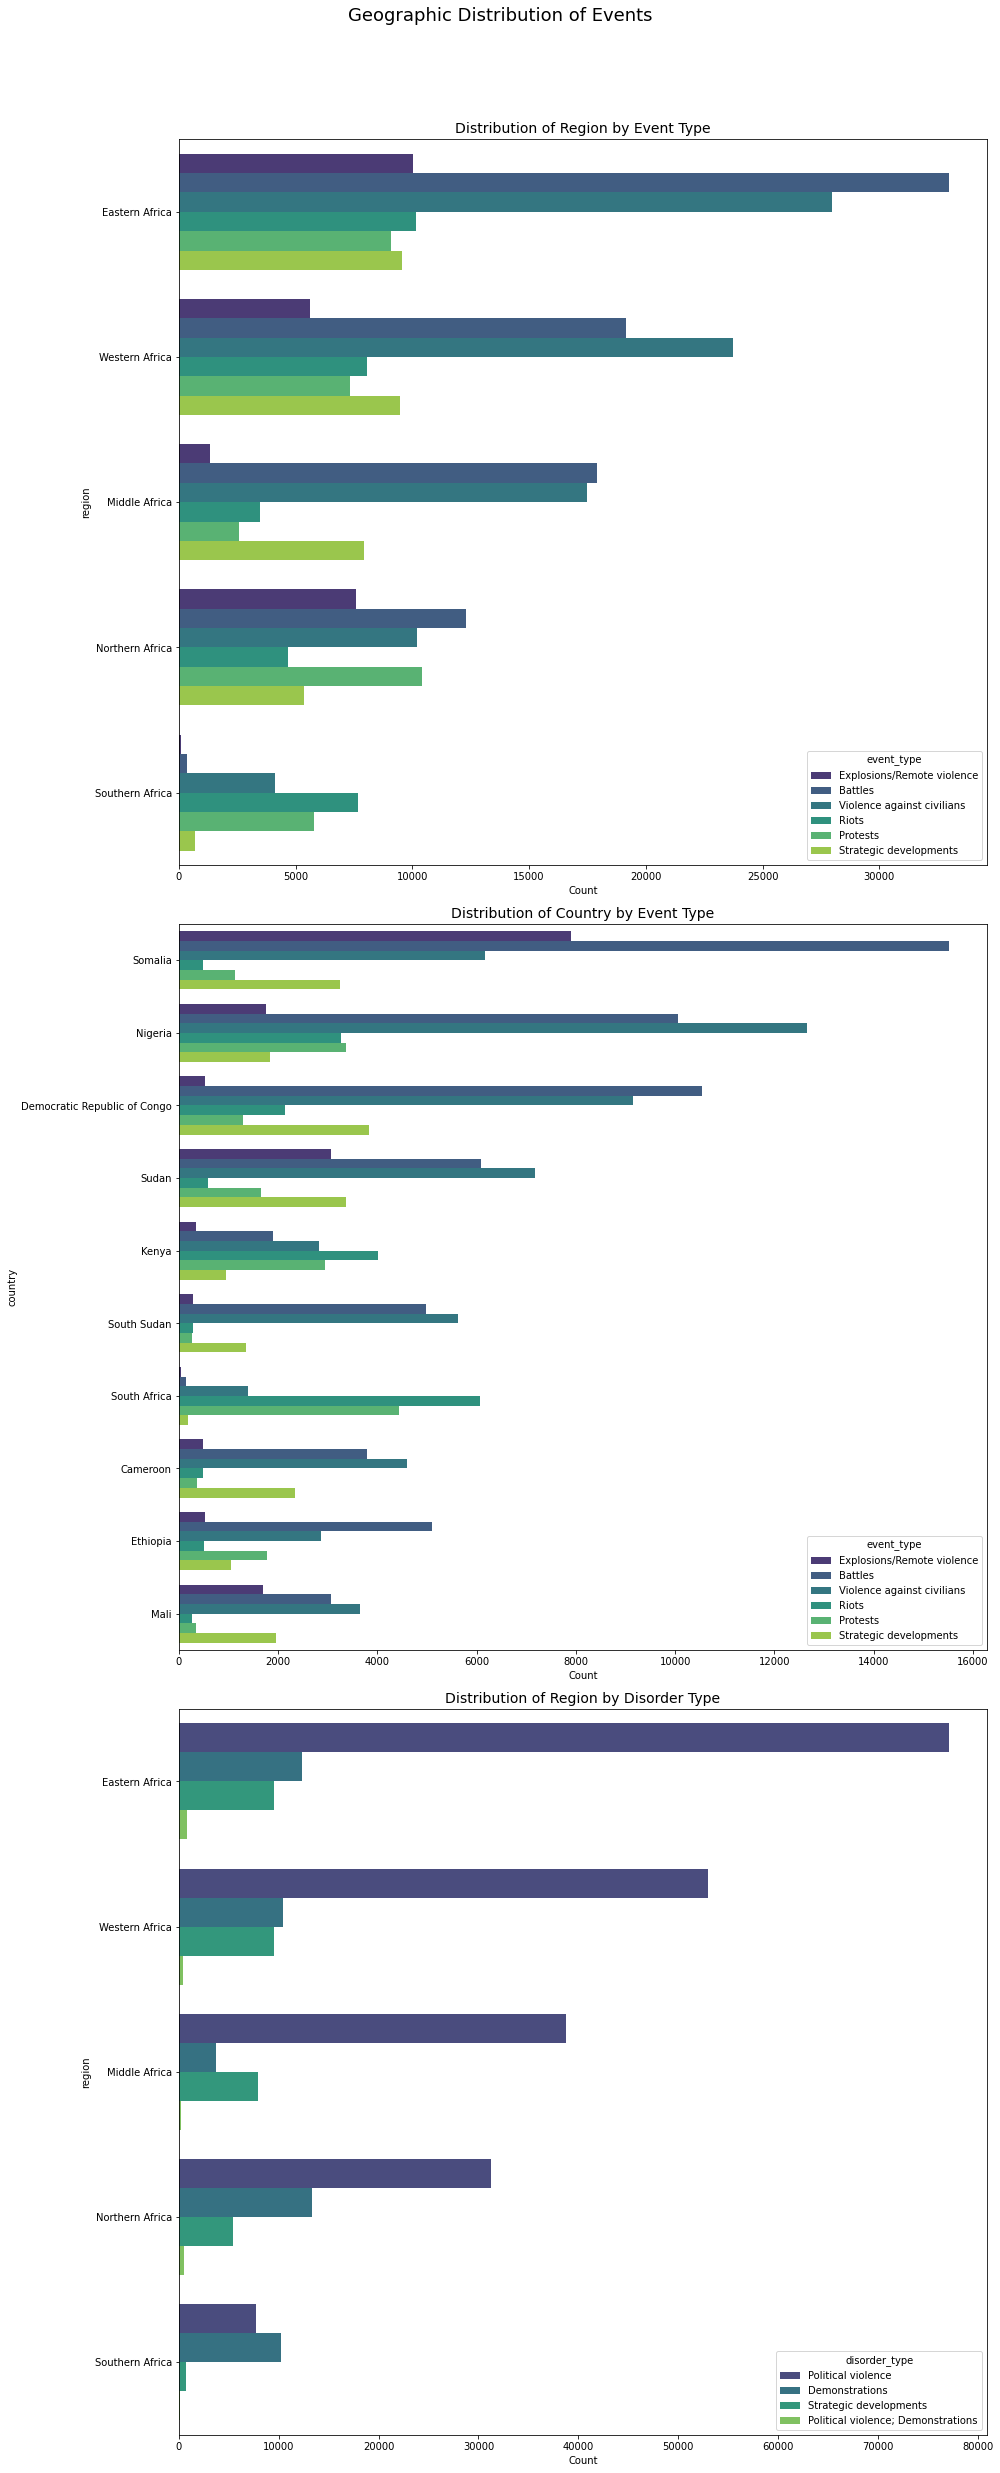 Geographic Distribution of Events
Distribution of Region by Event Type
Eastern Africa
Western Africa
Middle Africa
Northern Africa
Southern Africa
region
event_type
Explosions/Remote violence
Battles
Violence against civilians
Riots
Protests
Strategic developments
0 5000 10000 15000 20000 25000 30000
Count
Distribution of Country by Event Type
Somalia
Nigeria
Democratic Republic of Congo
Sudan
Kenya
South Sudan
South Africa
Cameroon
Ethiopia
Mali
country
event_type
Explosions/Remote violence
Battles
Violence against civilians
Riots
Protests
Strategic developments
0 2000 4000 6000 8000 10000 12000 14000 16000
Count
Distribution of Region by Disorder Type
Eastern Africa
Western Africa
Middle Africa
Northern Africa
Southern Africa
region
disorder_type
Political violence
Demonstrations
Strategic developments
Political violence; Demonstrations
0 10000 20000 30000 40000 50000 60000 70000 80000
Count